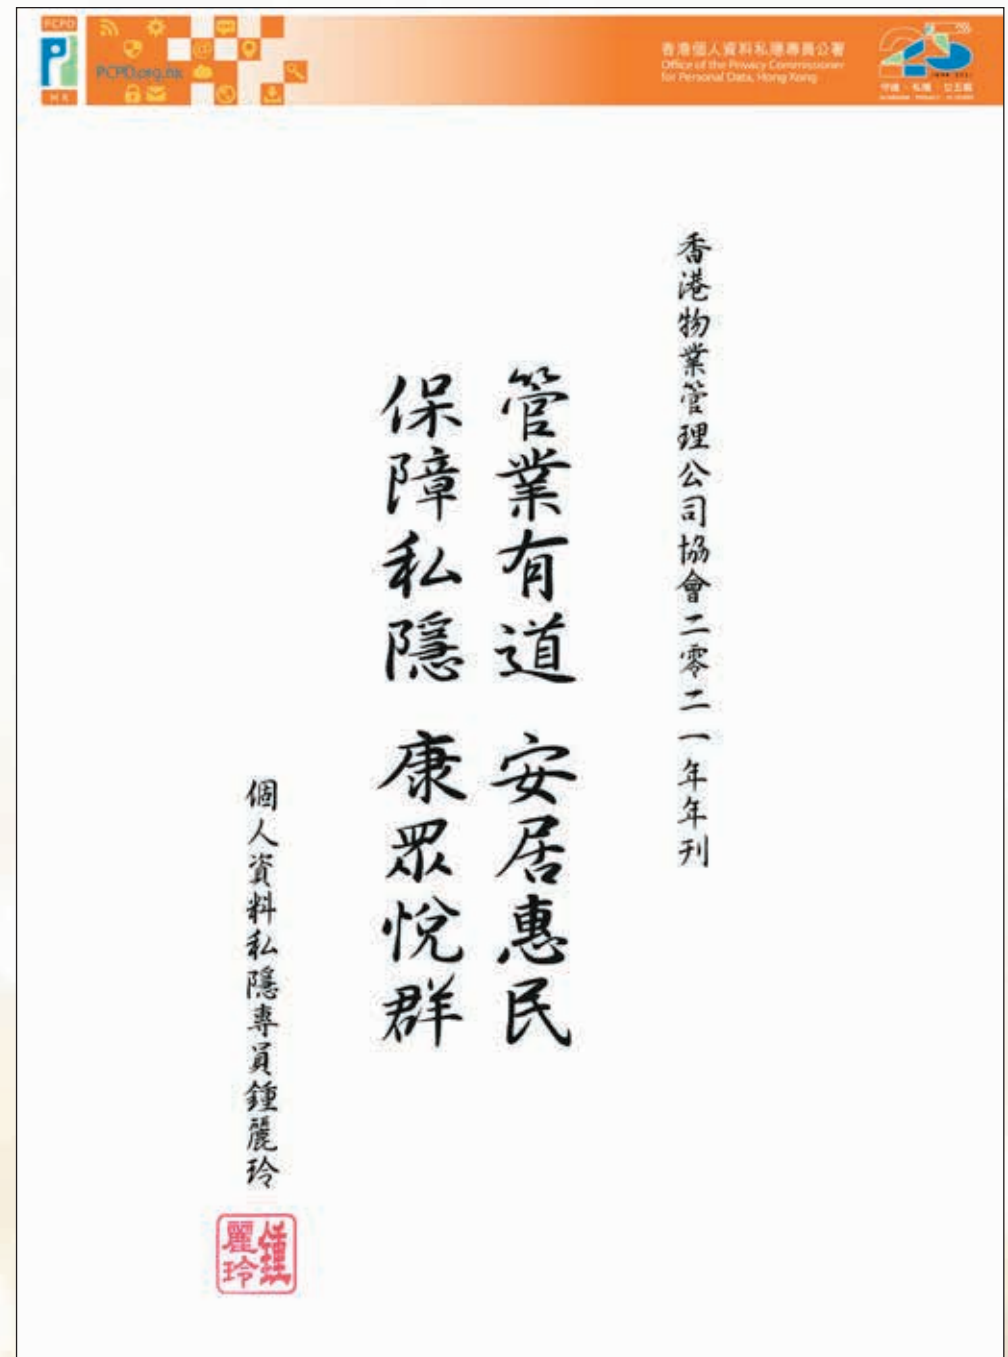 PCPD
HK
PCPD.org.hk
香港個人資料私隱專員公署
Office of the Privacy Commissioner
for Personal Data, Hong Kong
香港物業管理公司協會二零二一年年刊
管業有道 安居惠民
保障私隱 康眾悅群
個人資料私隱專員鍾麗玲
鍾麗玲